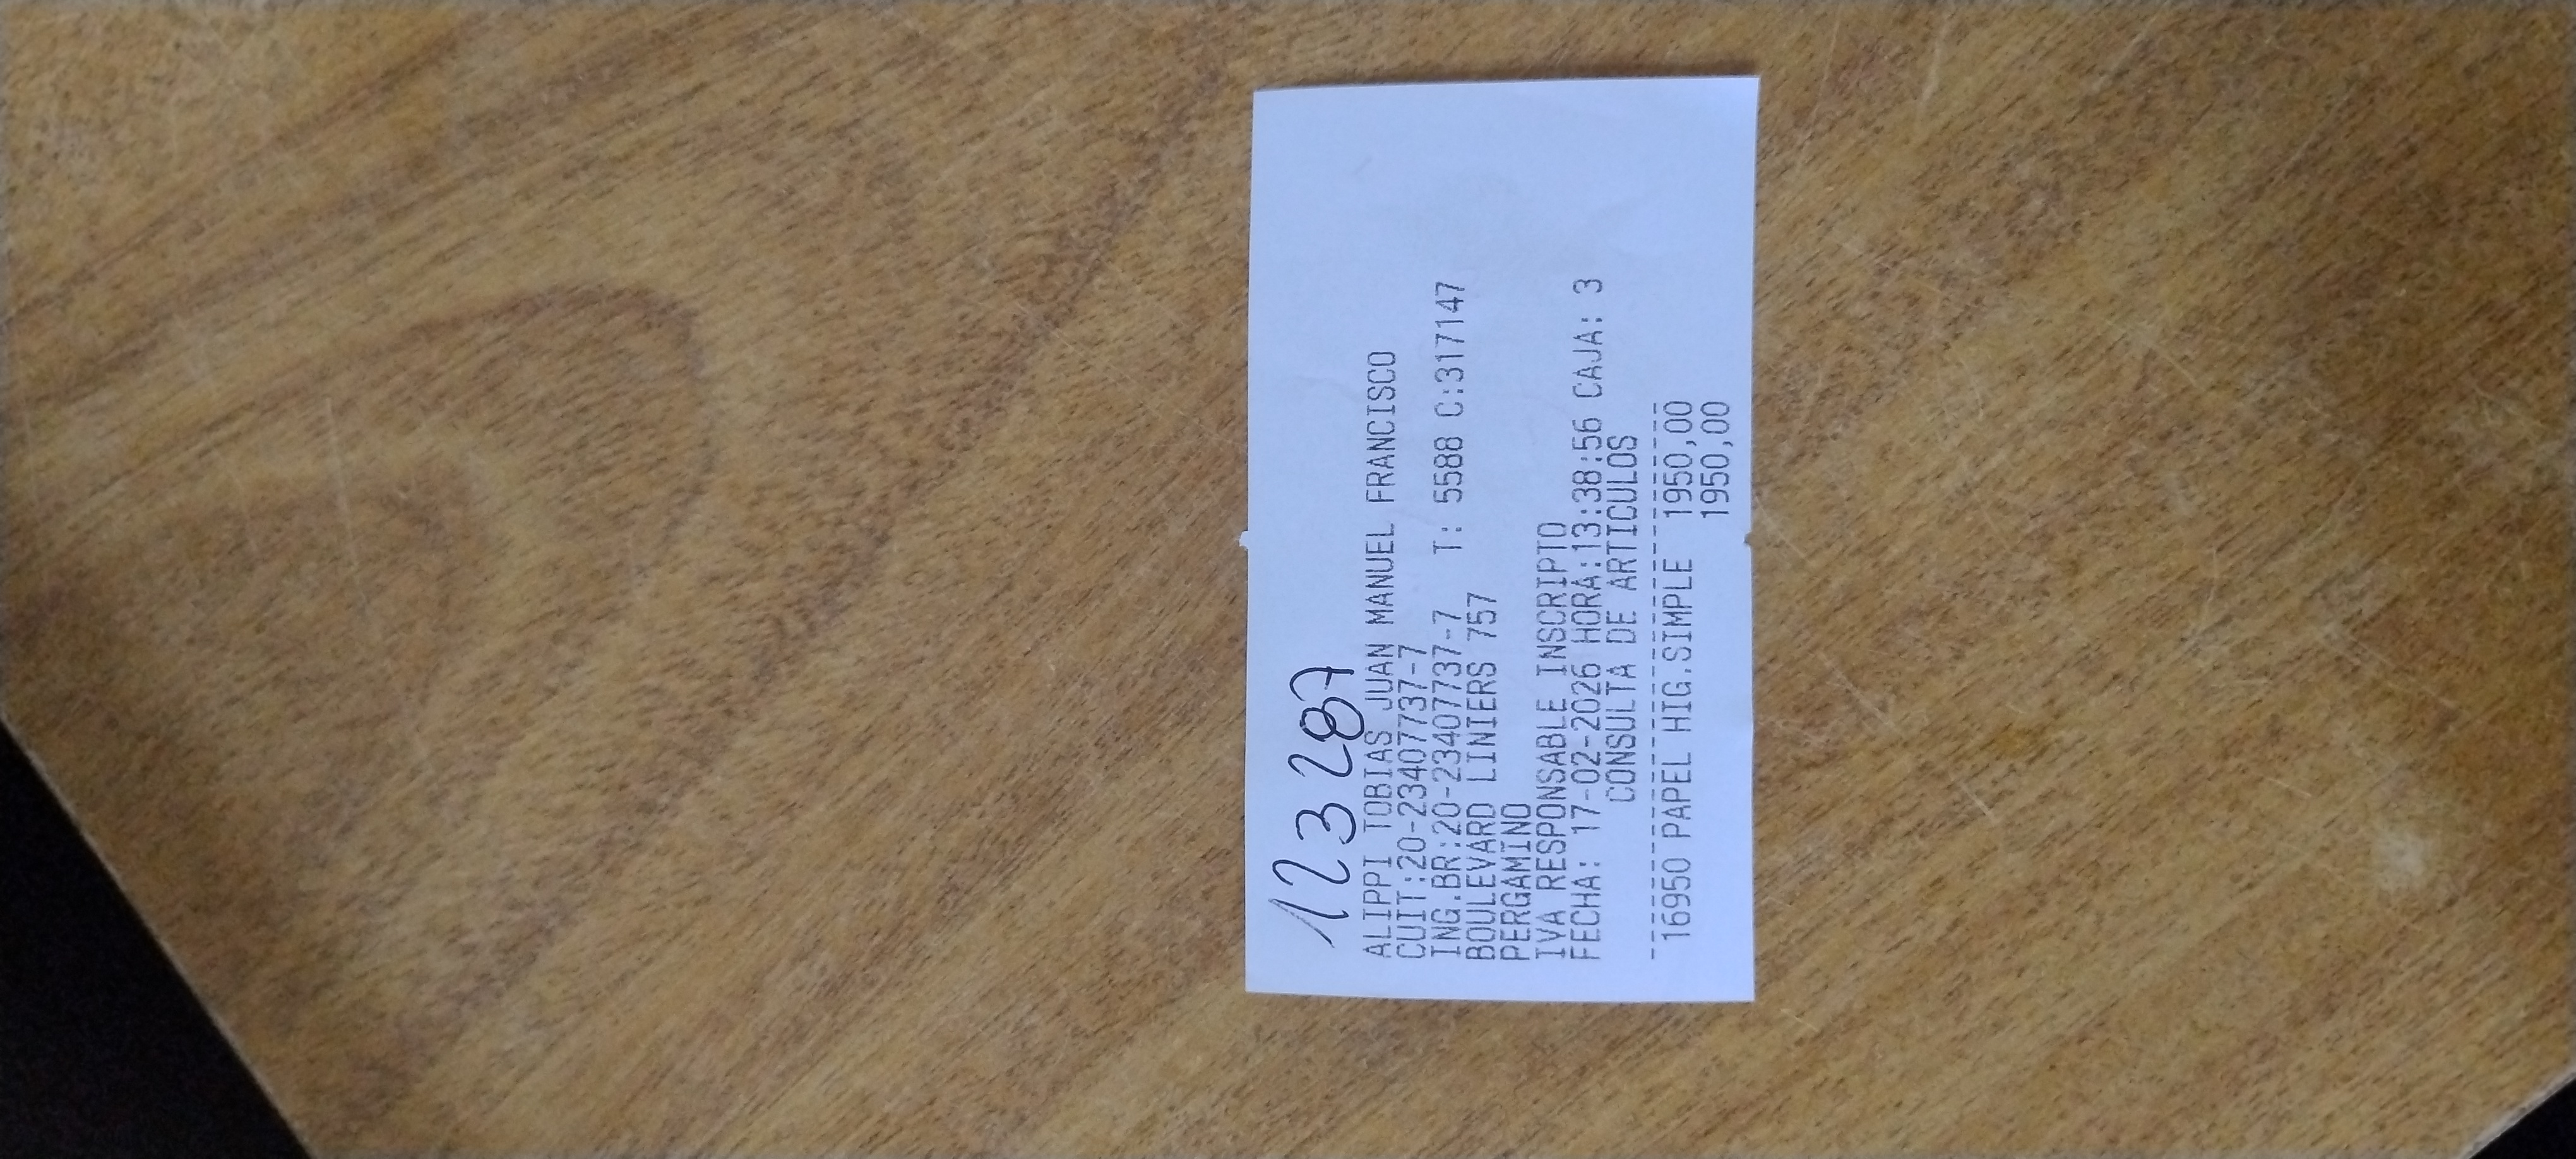 123287
ALIPPI TOBIAS JUAN MANUEL FRANCISCO
CUIT:20-23407737-7
ING.BR:20-23407737-7 T: 5588 C:317147
BOULEVARD LINIERS 757
PERGAMINO
IVA RESPONSABLE INSCRIPTO
FECHA: 17-02-2026 HORA:13:38:56 CAJA: 3
CONSULTA DE ARTICULOS
16950 PAPEL HIG.SIMPLE 1950,00
1950,00